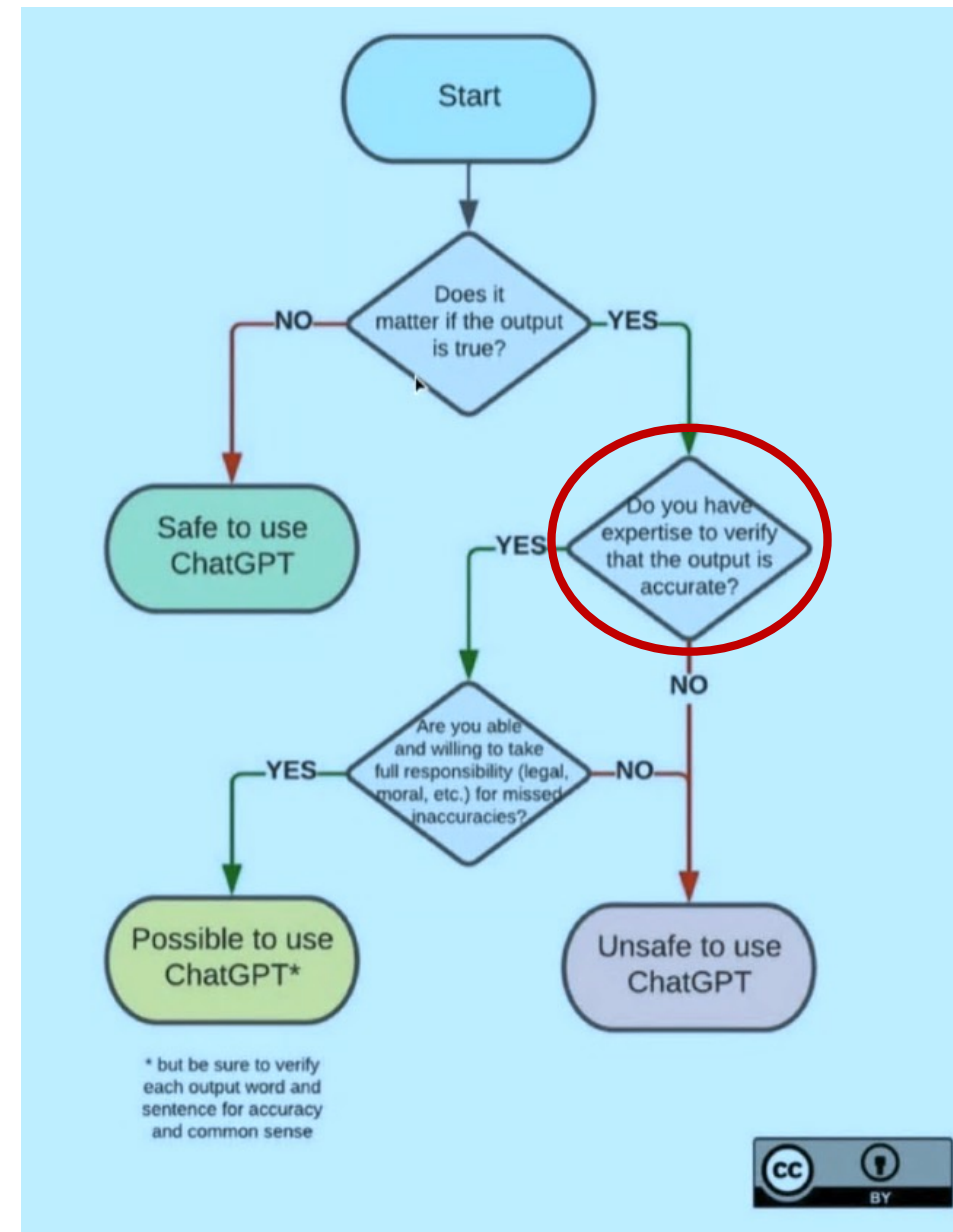 Start
Does it
matter if the output
is true?
NO
YES
Safe to use
ChatGPT
Do you have
expertise to verify
that the output is
accurate?
YES
NO
Are you able
and willing to take
full responsibility (legal,
moral, etc.) for missed
inaccuracies?
YES
NO
Possible to use
ChatGPT*
Unsafe to use
ChatGPT
* but be sure to verify
each output word and
sentence for accuracy
and common sense
cc
BY